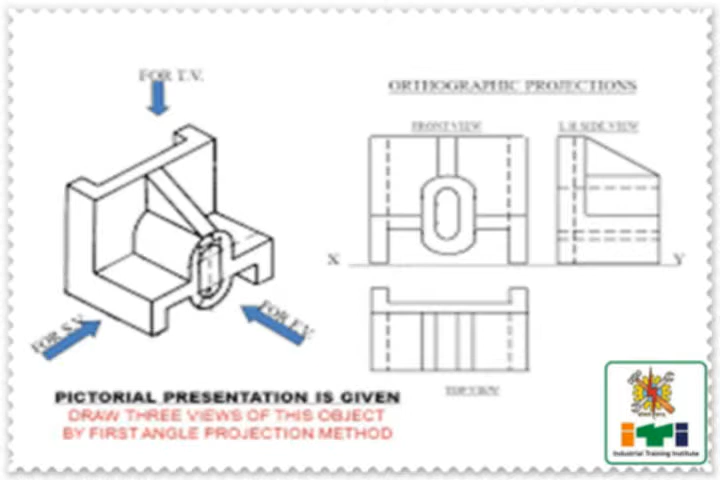 FOR T.V.
ORTHOGRAPHIC PROJECTIONS
FRONT VIEW
L.H.SIDE VIEW
X
Y
FOR S.V.
FOR F.V.
TOP VIEW
PICTORIAL PRESENTATION IS GIVEN
DRAW THREE VIEWS OF THIS OBJECT
BY FIRST ANGLE PROJECTION METHOD
iTi
Industrial Training Institute